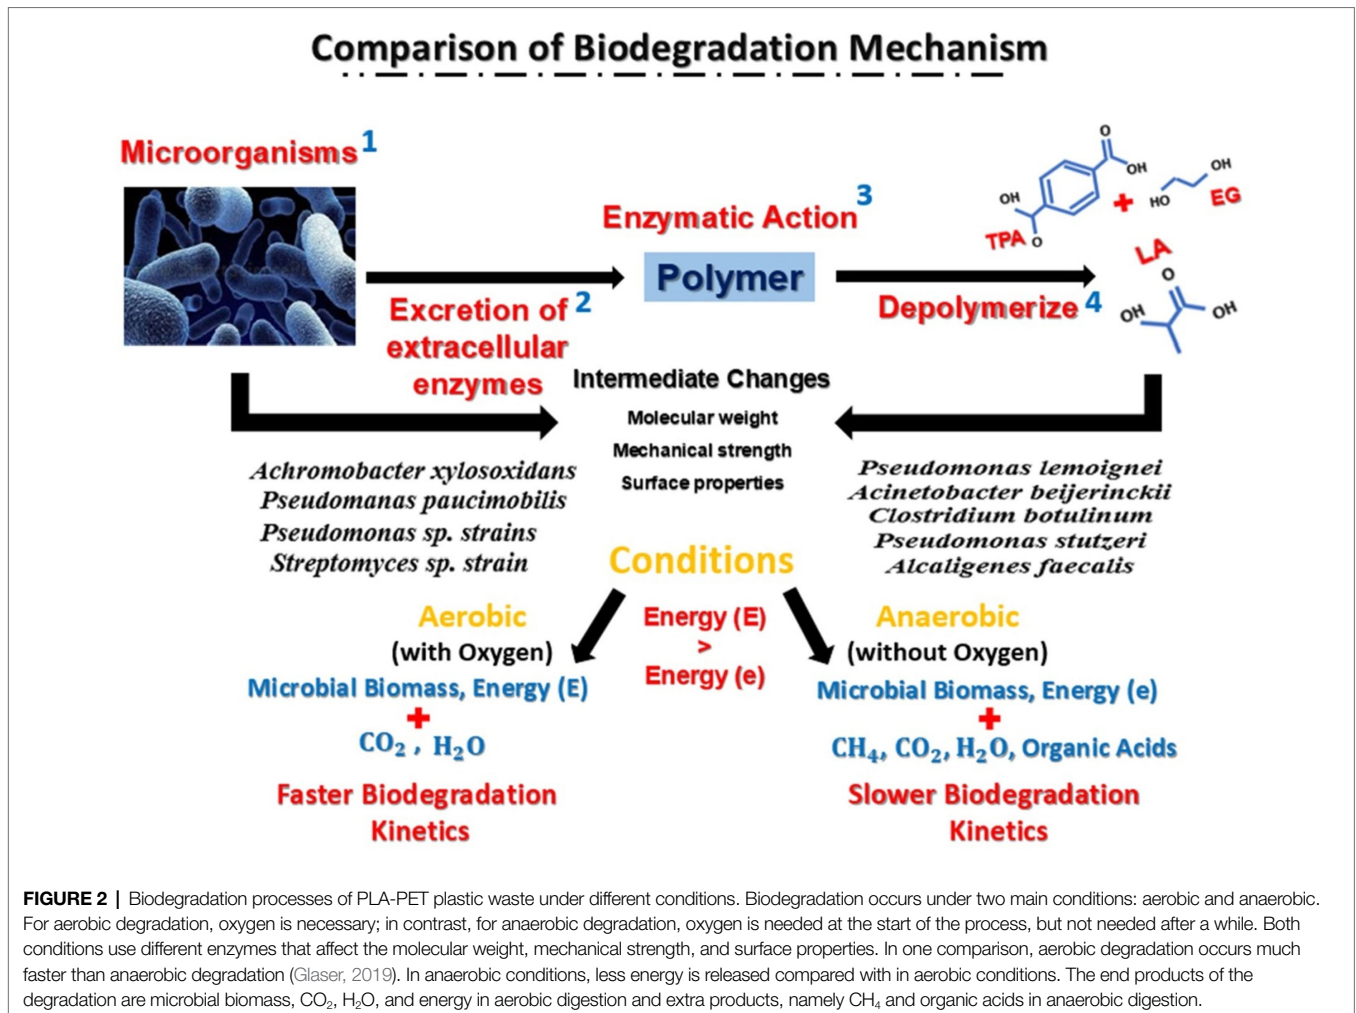 Comparison of Biodegradation Mechanism
Microorganisms 1
Excretion of 2
extracellular
enzymes
Enzymatic Action 3
Polymer
Depolymerize 4
O
OH
OH
TPA
O
+
HO
OH
EG
LA
O
OH
OH
Intermediate Changes
Molecular weight
Mechanical strength
Surface properties
Achromobacter xylosoxidans
Pseudomanas paucimobilis
Pseudomonas sp. strains
Streptomyces sp. strain
Pseudomonas lemoignei
Acinetobacter beijerinckii
Clostridium botulinum
Pseudomonas stutzeri
Alcaligenes faecalis
Conditions
Aerobic
(with Oxygen)
Microbial Biomass, Energy (E)
+
CO₂ , H₂O
Faster Biodegradation
Kinetics
Energy (E)
>
Energy (e)
Anaerobic
(without Oxygen)
Microbial Biomass, Energy (e)
+
CH₄, CO₂, H₂O, Organic Acids
Slower Biodegradation
Kinetics
FIGURE 2 | Biodegradation processes of PLA-PET plastic waste under different conditions. Biodegradation occurs under two main conditions: aerobic and anaerobic.
For aerobic degradation, oxygen is necessary; in contrast, for anaerobic degradation, oxygen is needed at the start of the process, but not needed after a while. Both
conditions use different enzymes that affect the molecular weight, mechanical strength, and surface properties. In one comparison, aerobic degradation occurs much
faster than anaerobic degradation (Glaser, 2019). In anaerobic conditions, less energy is released compared with in aerobic conditions. The end products of the
degradation are microbial biomass, CO₂, H₂O, and energy in aerobic digestion and extra products, namely CH₄ and organic acids in anaerobic digestion.